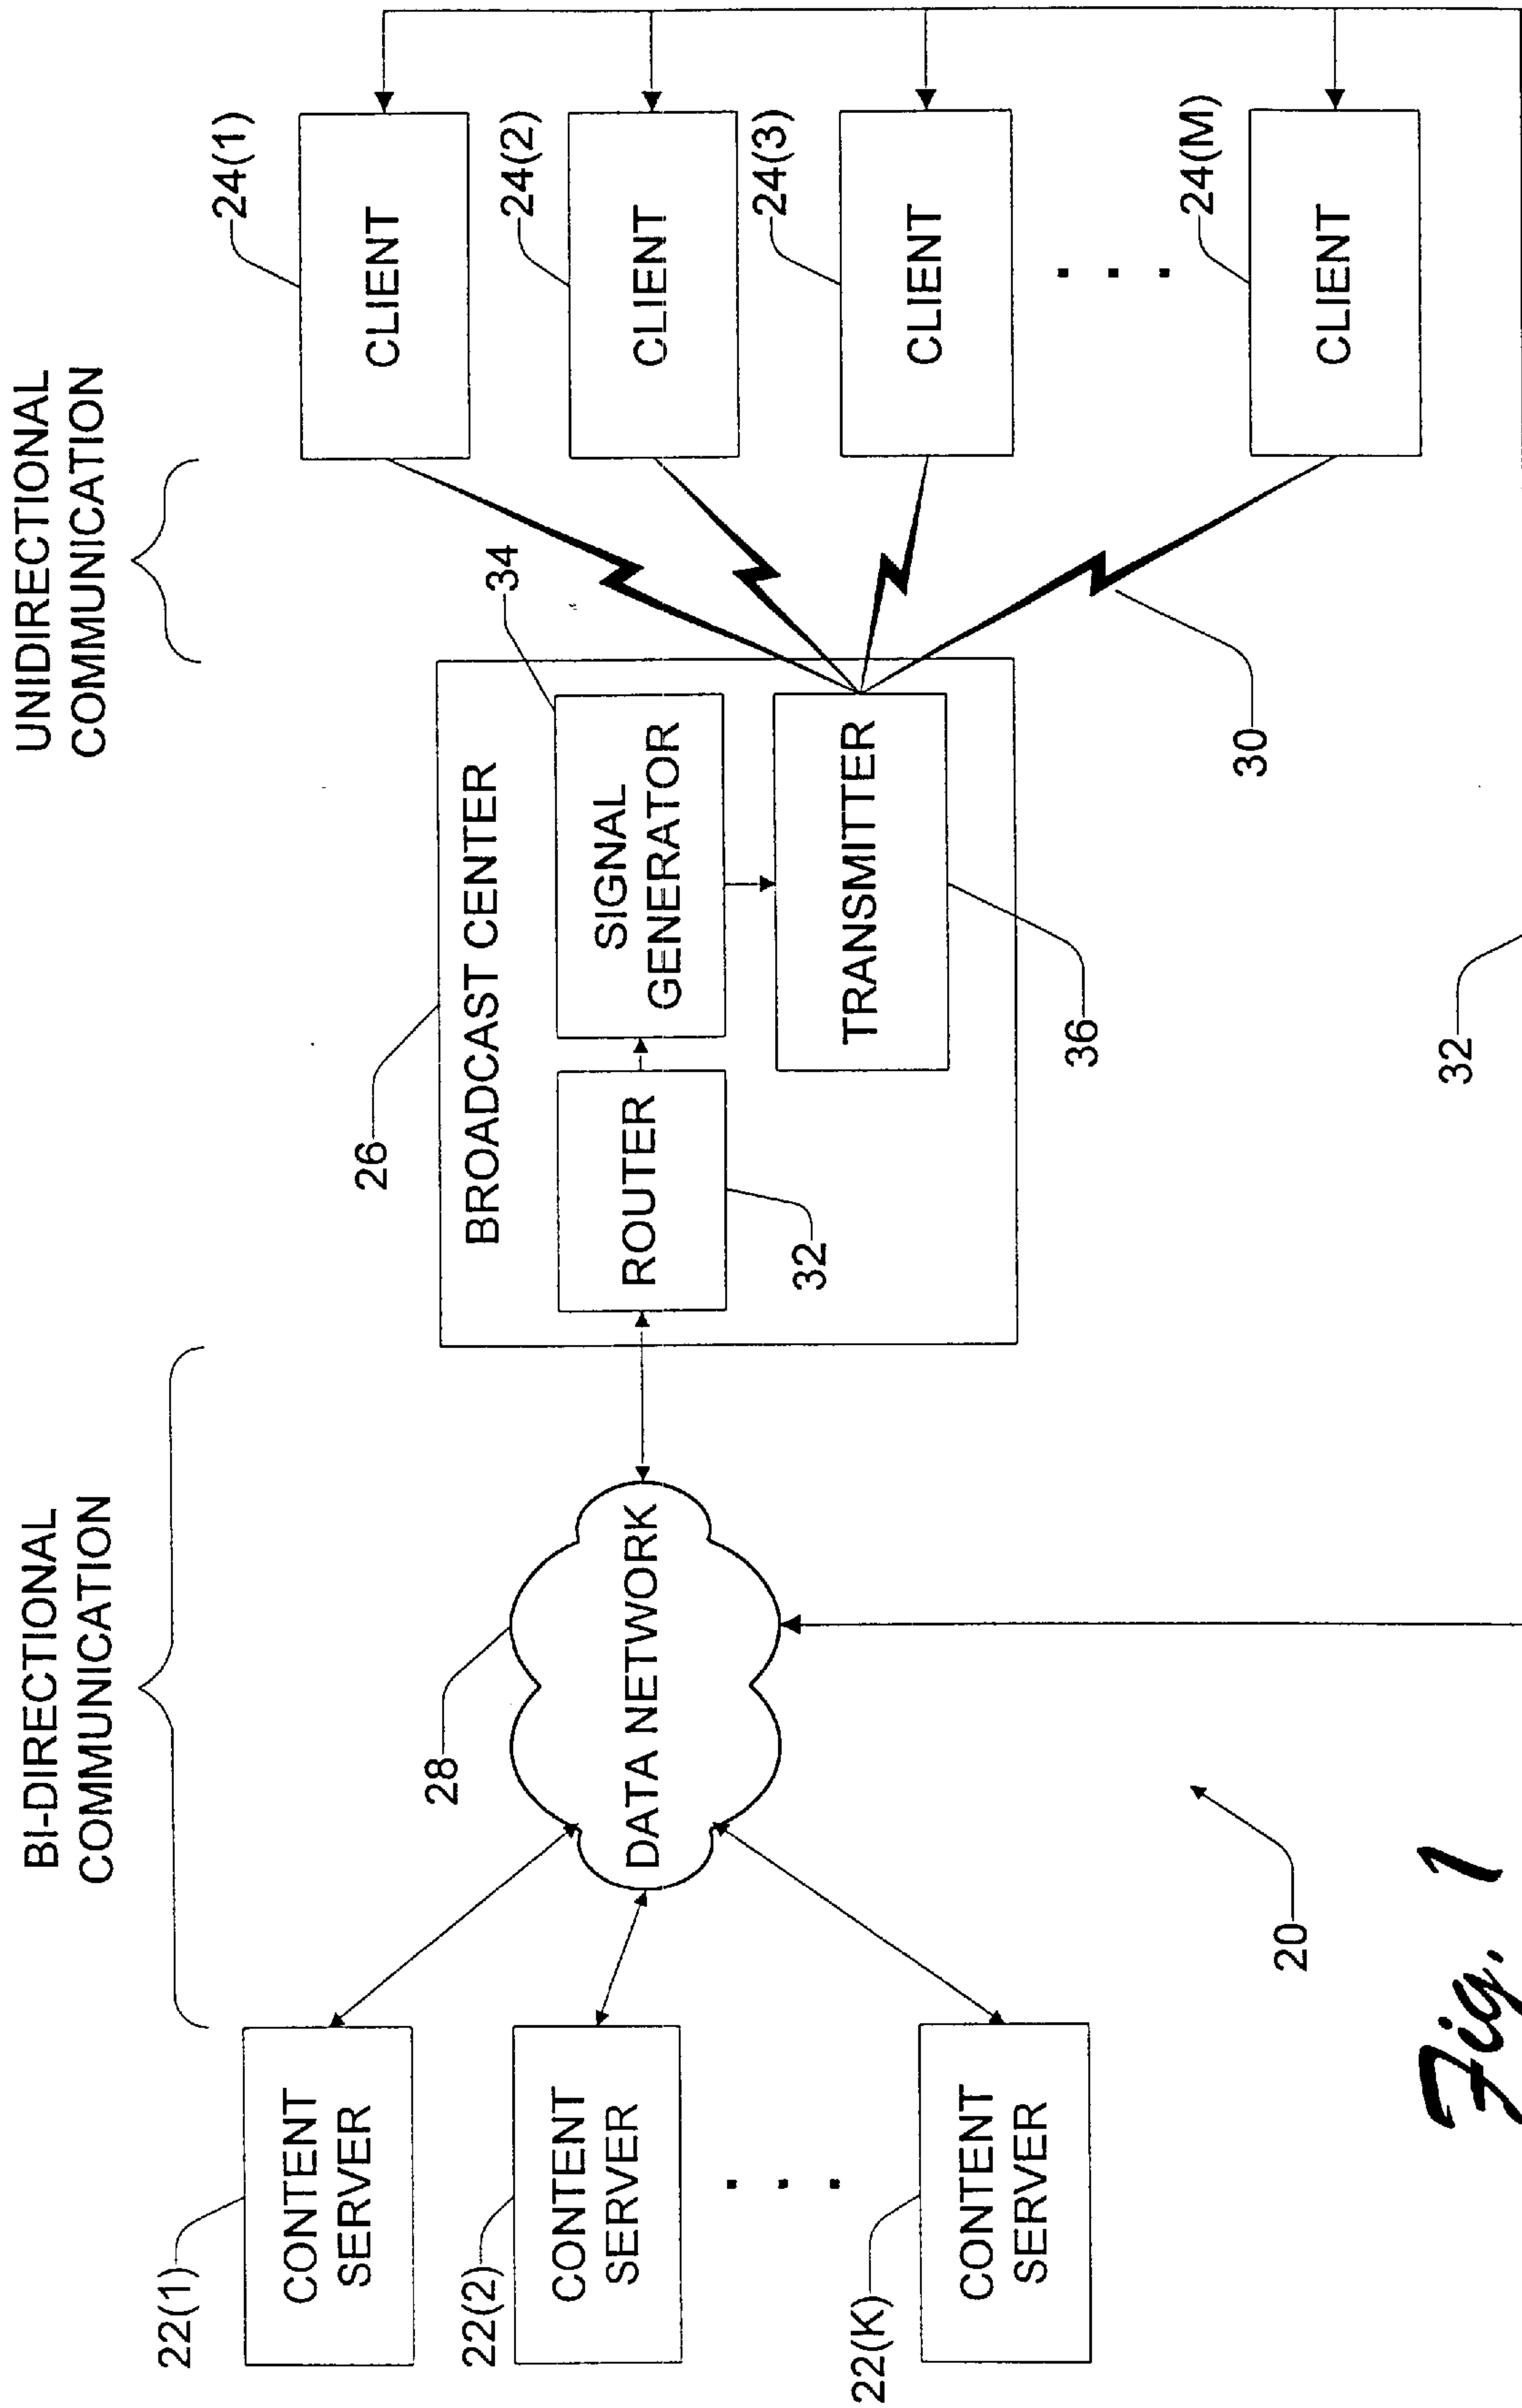 BI-DIRECTIONAL
COMMUNICATION
UNIDIRECTIONAL
COMMUNICATION
22(1)
CONTENT
SERVER
22(2)
CONTENT
SERVER
. . .
22(K)
CONTENT
SERVER
28
DATA NETWORK
26
BROADCAST CENTER
ROUTER
32
34
SIGNAL
GENERATOR
TRANSMITTER
36
30
24(1)
CLIENT
24(2)
CLIENT
24(3)
CLIENT
. . .
24(M)
CLIENT
32
20
Fig. 1